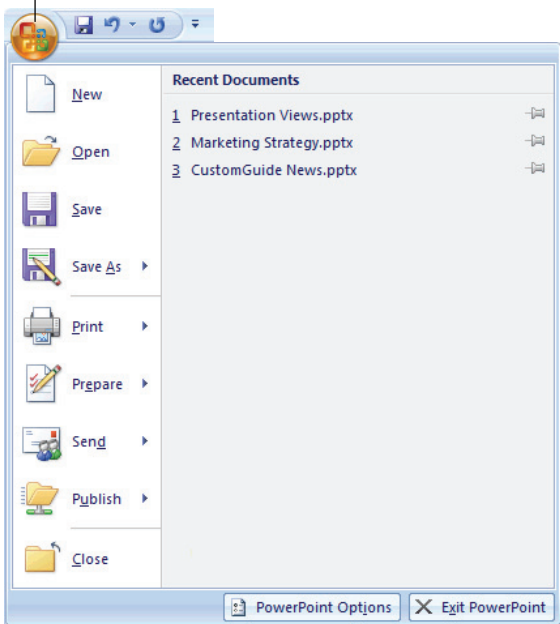 New
Open
Save
Save As
Print
Prepare
Send
Publish
Close
Recent Documents
1 Presentation Views.pptx
2 Marketing Strategy.pptx
3 CustomGuide News.pptx
PowerPoint Options
Exit PowerPoint